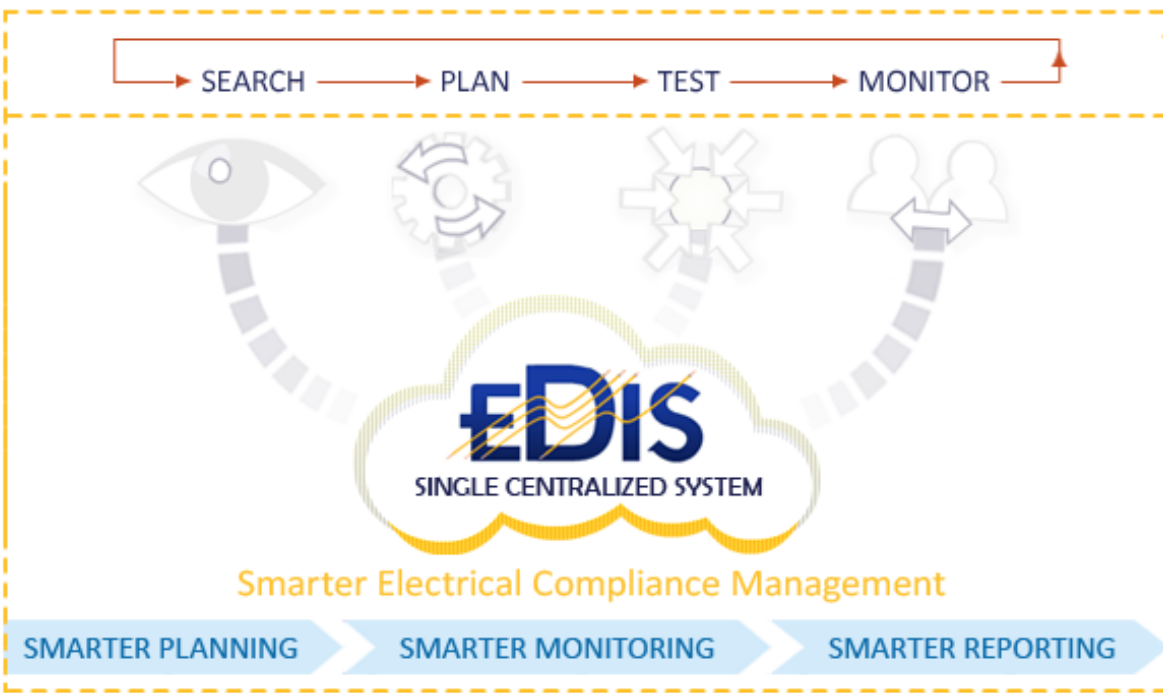 SEARCH PLAN TEST MONITOR
EDIS
SINGLE CENTRALIZED SYSTEM
Smarter Electrical Compliance Management
SMARTER PLANNING SMARTER MONITORING SMARTER REPORTING